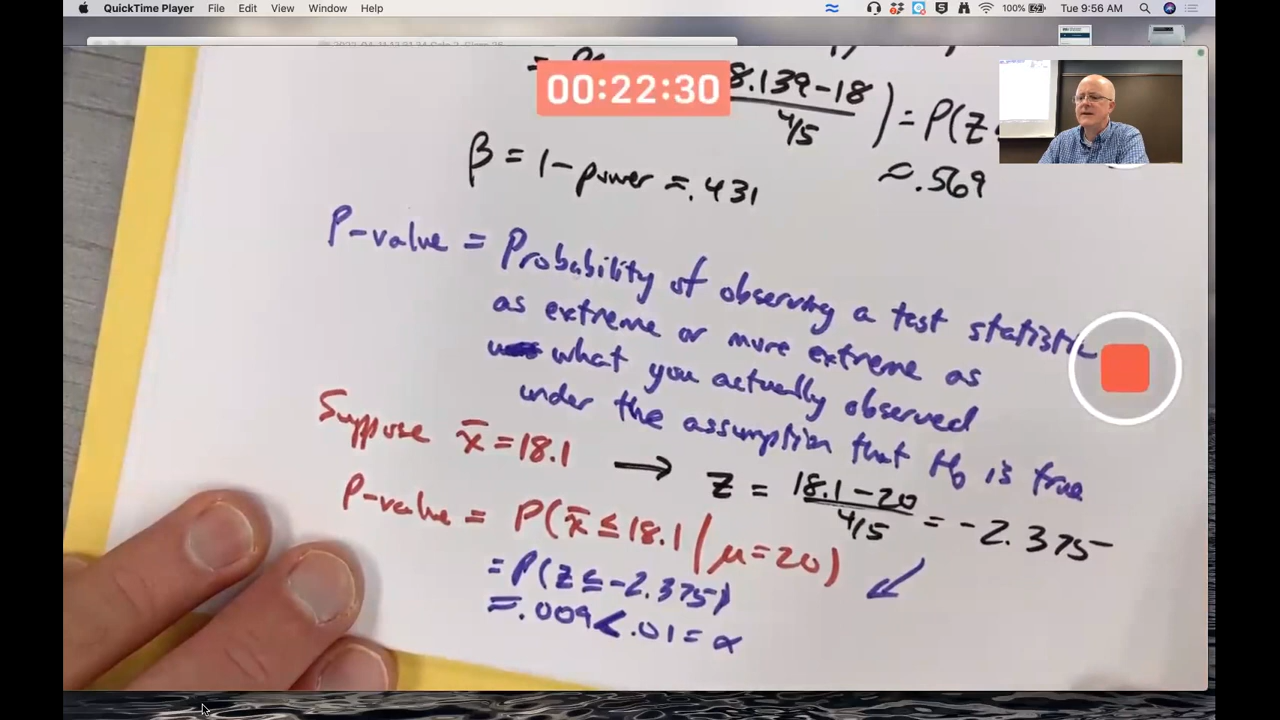 QuickTime Player File Edit View Window Help 100% Tue 9:56 AM
00:22:30
8.139-18
4/5
) = P(Z
≈.569
β = 1-power ≈ .431
P-value = Probability of observing a test statistic
as extreme or more extreme as
what you actually observed
under the assumption that H₀ is true
Suppose x̄ = 18.1 → Z = (18.1-20)/(4/5) = -2.375
P-value = P(x̄ ≤ 18.1 | μ=20)
= P(Z ≤ -2.375)
≈ .009 < .01 = α